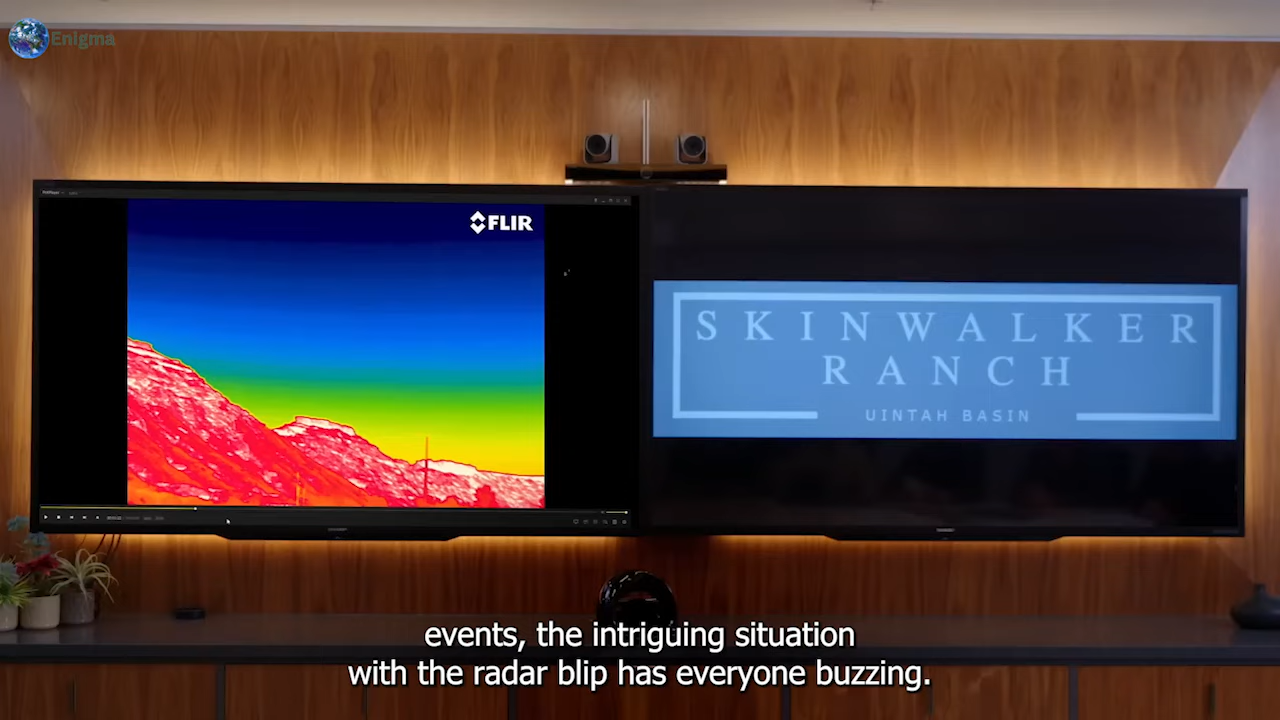 Enigma
FLIR
SKINWALKER
RANCH
UINTAH BASIN
events, the intriguing situation
with the radar blip has everyone buzzing.